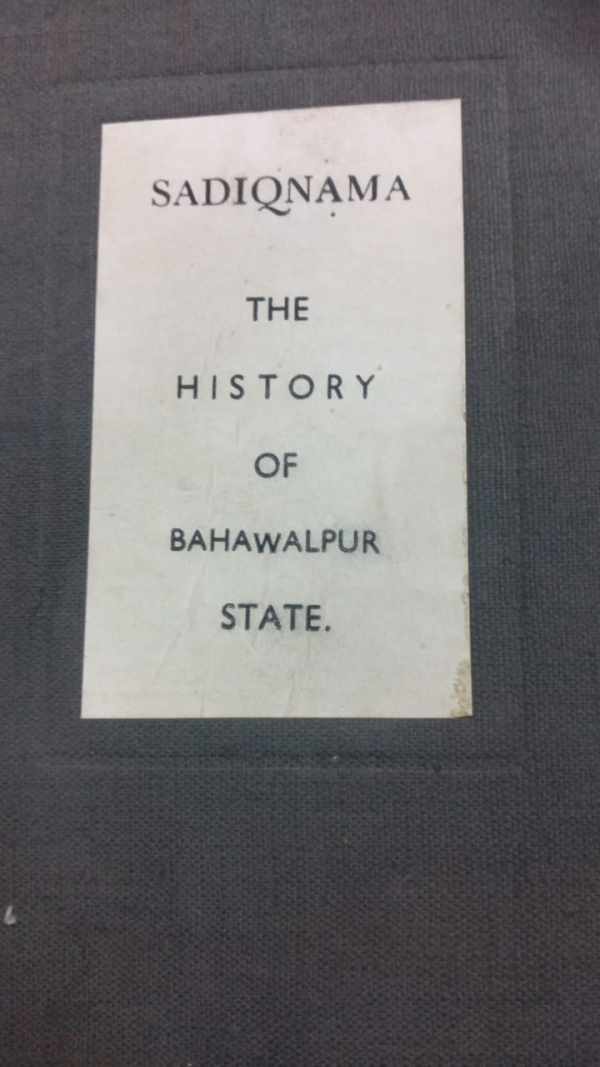 SADIQNAMA
THE
HISTORY
OF
BAHAWALPUR
STATE.